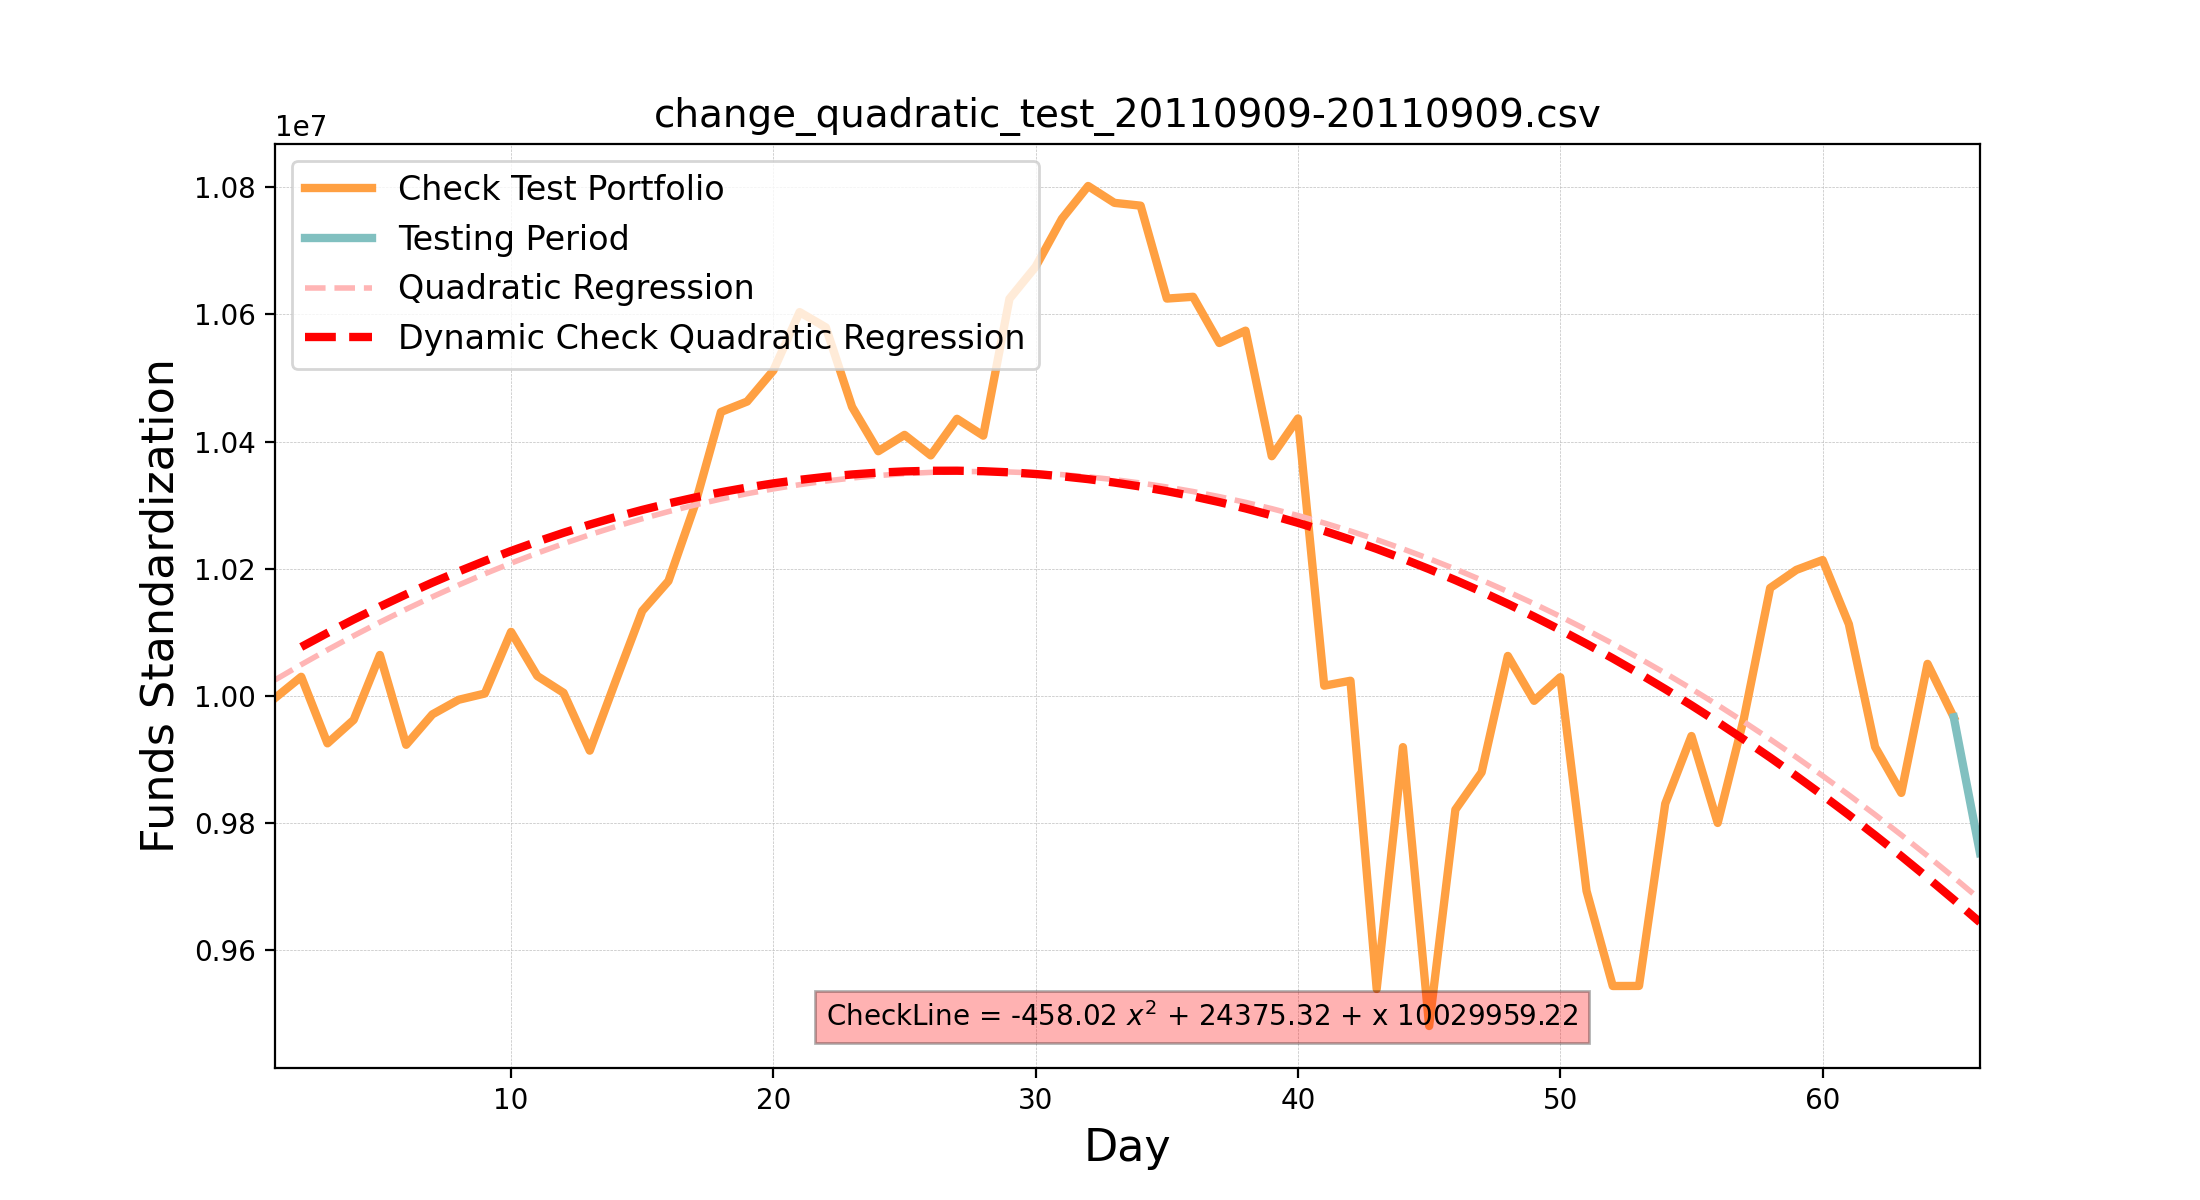 change_quadratic_test_20110909-20110909.csv
1e7
Check Test Portfolio
Testing Period
Quadratic Regression
Dynamic Check Quadratic Regression
1.08
1.06
1.04
1.02
1.00
0.98
0.96
Funds Standardization
CheckLine = -458.02 x² + 24375.32 + x 10029959.22
10 20 30 40 50 60
Day